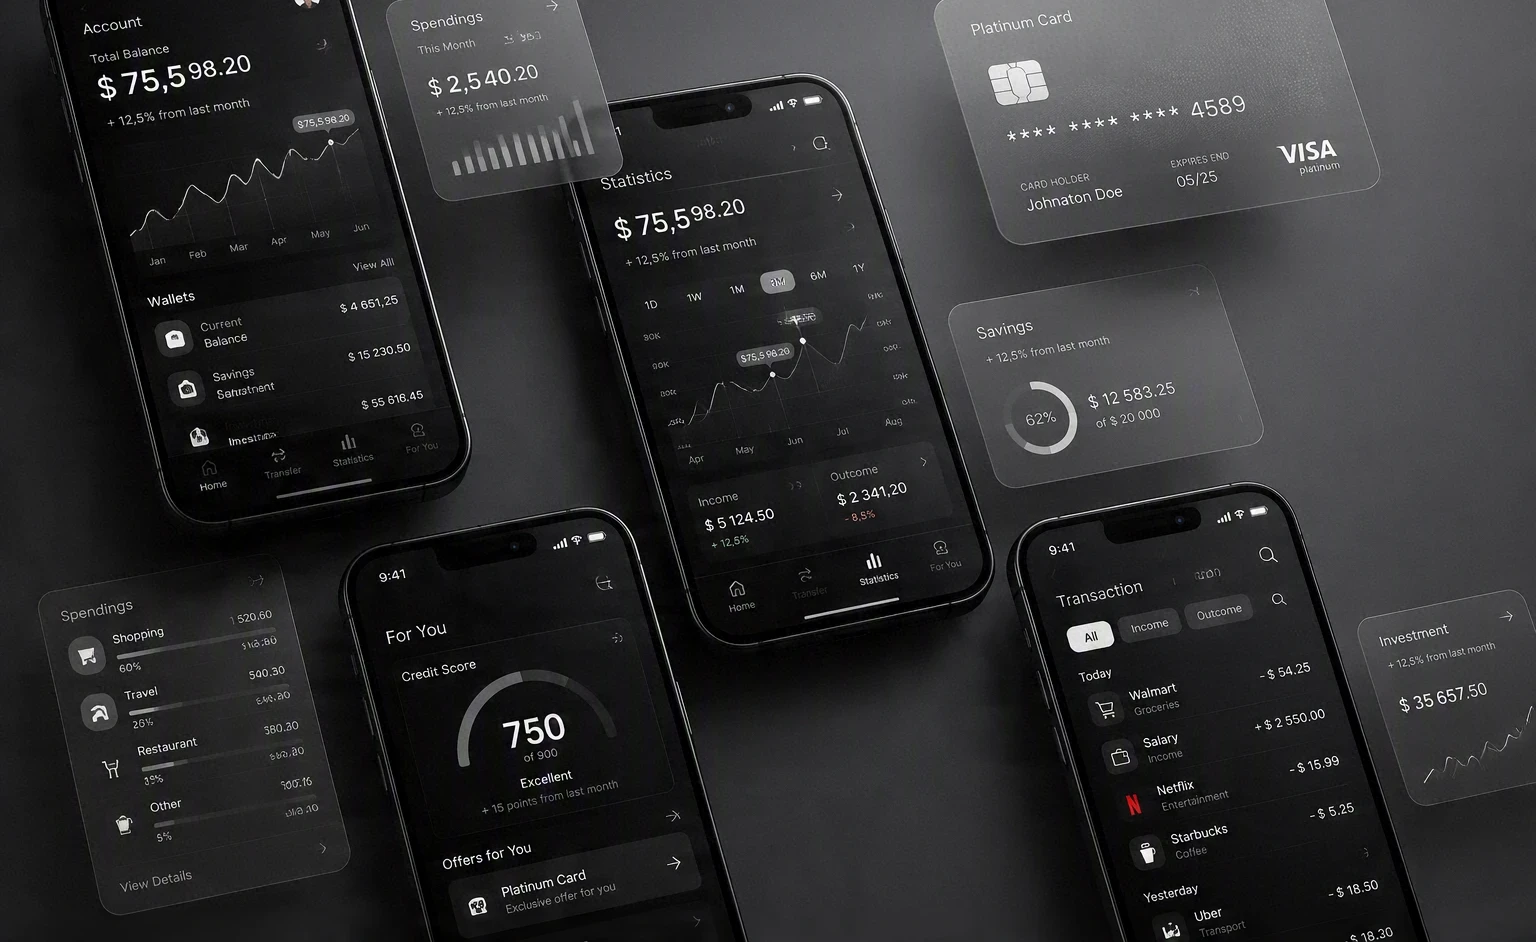 Account
Total Balance
$ 75,598.20
+ 12,5% from last month
$75,598.20
Jan Feb Mar Apr May Jun
View All
Wallets
Current
Balance
$ 4 651,25
Savings
$ 15 230.50
$ 55 616.45
Home Transfer Statistics For You
Spendings
This Month
$ 2,540.20
+ 12,5% from last month
Statistics
$ 75,598.20
+ 12,5% from last month
1D 1W 1M 6M 1Y
80K
$75,598.20
Apr May Jun Jul Aug
Income
$ 5 124.50
+ 12,5%
Outcome
$ 2 341,20
- 8,5%
Home Transfer Statistics For You
Platinum Card
**** **** **** 4589
CARD HOLDER
Johnaton Doe
EXPIRES END
05/25
VISA
platinum
Savings
+ 12,5% from last month
62%
$ 12 583.25
of $ 20 000
Spendings
Shopping
1 520.60
60%
Travel
540.30
26%
Restaurant
380.30
Other
5%
View Details
9:41
For You
Credit Score
750
of 900
Excellent
+ 15 points from last month
Offers for You
Platinum Card
Exclusive offer for you
9:41
Transaction
All Income Outcome
Today
Walmart
Groceries
- $ 54.25
Salary
Income
+ $ 2 550.00
N
Netflix
Entertainment
- $ 15.99
Starbucks
Coffee
- $ 5.25
Yesterday
Uber
Transport
- $ 18.50
$ 18.30
Investment
+ 12,5% from last month
$ 35 657.50